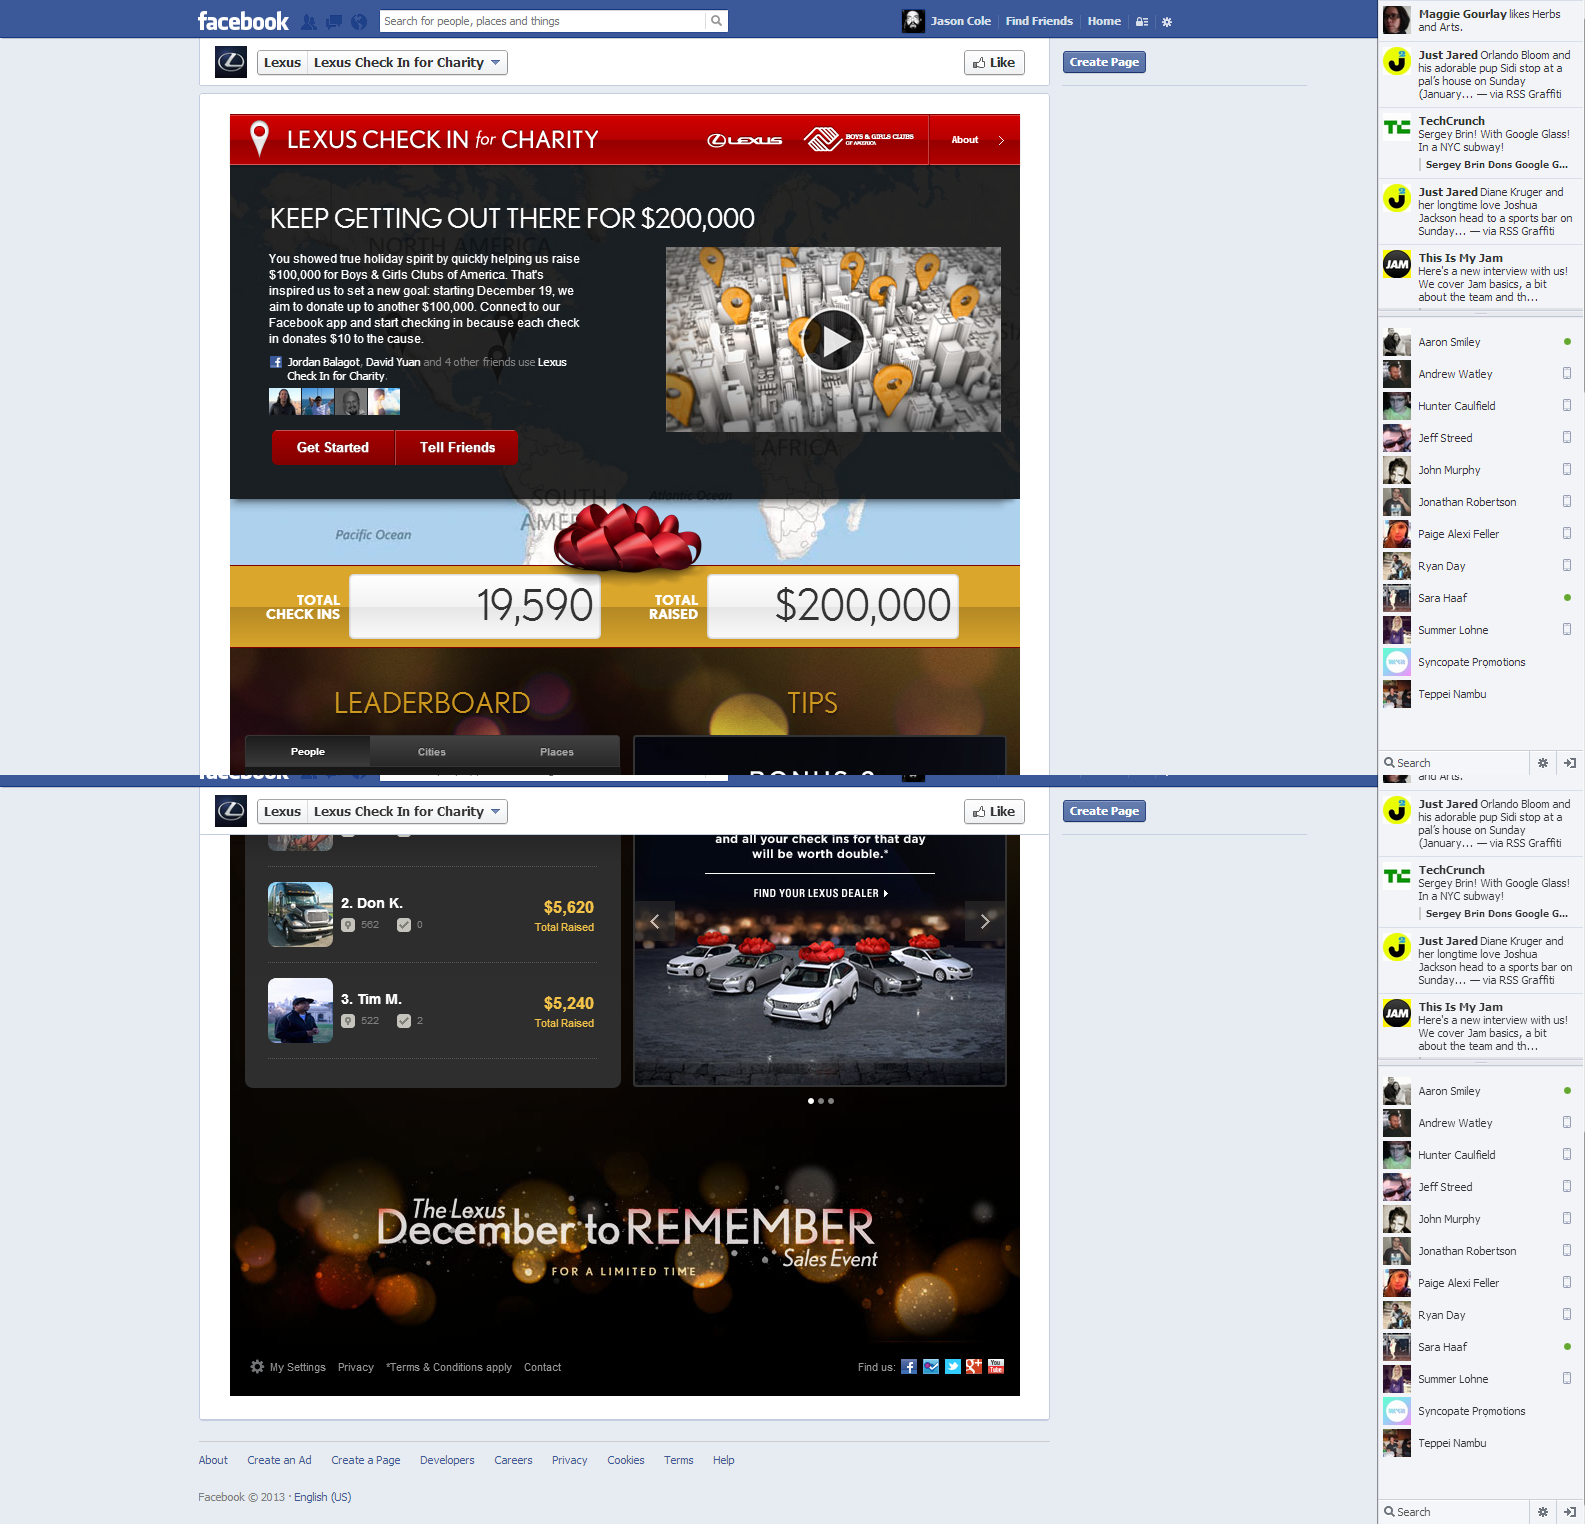 facebook
Search for people, places and things
Jason Cole
Find Friends
Home
Lexus
Lexus Check In for Charity
Like
Create Page
LEXUS CHECK IN for CHARITY
LEXUS
BOYS & GIRLS CLUBS
OF AMERICA
About
KEEP GETTING OUT THERE FOR $200,000
NORTH AMERICA
You showed true holiday spirit by quickly helping us raise
$100,000 for Boys & Girls Clubs of America. That's
inspired us to set a new goal: starting December 19, we
aim to donate up to another $100,000. Connect to our
Facebook app and start checking in because each check
in donates $10 to the cause.
Jordan Balagot, David Yuan and 4 other friends use Lexus
Check In for Charity.
Get Started
Tell Friends
AFRICA
SOUTH
Atlantic Ocean
Pacific Ocean
TOTAL
CHECK INS
19,590
TOTAL
RAISED
$200,000
LEADERBOARD
People
Cities
Places
TIPS
Maggie Gourlay likes Herbs
and Arts.
Just Jared Orlando Bloom and
his adorable pup Sidi stop at a
pal's house on Sunday
(January... — via RSS Graffiti
TechCrunch
Sergey Brin! With Google Glass!
In a NYC subway!
Sergey Brin Dons Google G...
Just Jared Diane Kruger and
her longtime love Joshua
Jackson head to a sports bar on
Sunday... — via RSS Graffiti
JAM
This Is My Jam
Here's a new interview with us!
We cover Jam basics, a bit
about the team and th...
Aaron Smiley
Andrew Watley
Hunter Caulfield
Jeff Streed
John Murphy
Jonathan Robertson
Paige Alexi Feller
Ryan Day
Sara Haaf
Summer Lohne
Syncopate Promotions
Teppei Nambu
Search
Lexus
Lexus Check In for Charity
Like
Create Page
2. Don K.
562
0
$5,620
Total Raised
3. Tim M.
522
2
$5,240
Total Raised
and all your check ins for that day
will be worth double.*
FIND YOUR LEXUS DEALER
The Lexus
December to REMEMBER
Sales Event
FOR A LIMITED TIME
My Settings
Privacy
*Terms & Conditions apply
Contact
Find us:
You
Tube
About
Create an Ad
Create a Page
Developers
Careers
Privacy
Cookies
Terms
Help
Facebook © 2013 · English (US)
and Arts.
Just Jared Orlando Bloom and
his adorable pup Sidi stop at a
pal's house on Sunday
(January... — via RSS Graffiti
TechCrunch
Sergey Brin! With Google Glass!
In a NYC subway!
Sergey Brin Dons Google G...
Just Jared Diane Kruger and
her longtime love Joshua
Jackson head to a sports bar on
Sunday... — via RSS Graffiti
JAM
This Is My Jam
Here's a new interview with us!
We cover Jam basics, a bit
about the team and th...
Aaron Smiley
Andrew Watley
Hunter Caulfield
Jeff Streed
John Murphy
Jonathan Robertson
Paige Alexi Feller
Ryan Day
Sara Haaf
Summer Lohne
Syncopate Promotions
Teppei Nambu
Search